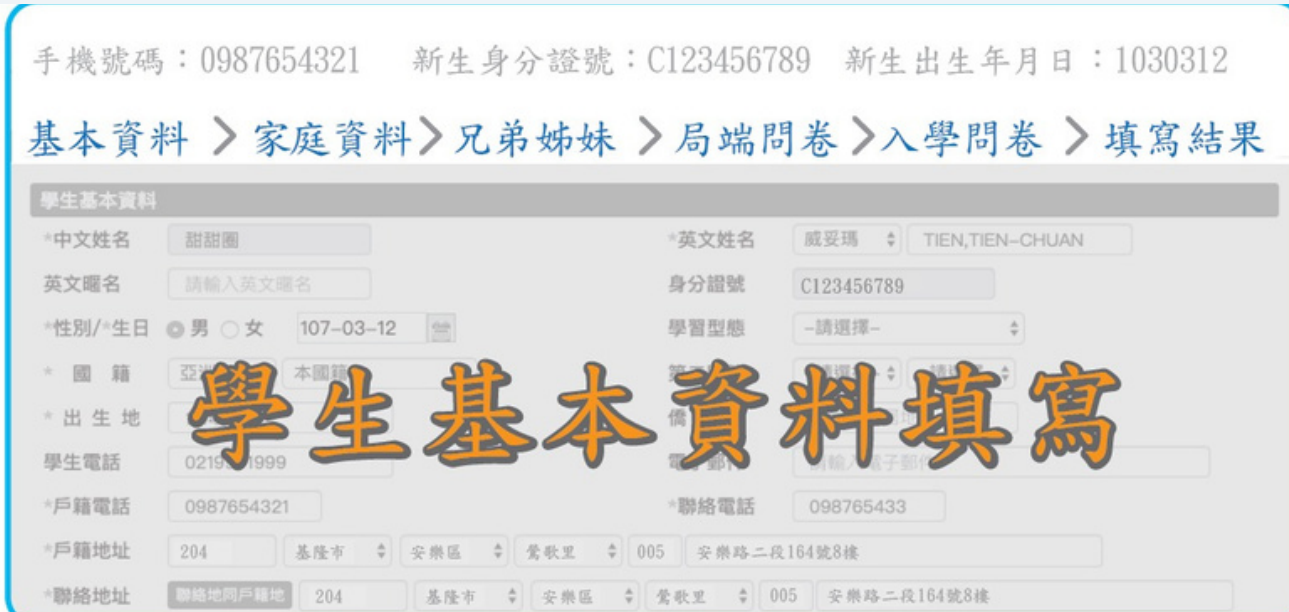 手機號碼：0987654321 新生身分證號：C123456789 新生出生年月日：1030312
基本資料 > 家庭資料 > 兄弟姊妹 > 局端問卷 > 入學問卷 > 填寫結果
學生基本資料
*中文姓名 甜甜圈 *英文姓名 威妥瑪 TIEN,TIEN-CHUAN
英文暱名 請輸入英文暱名 身分證號 C123456789
*性別/*生日 男 女 107-03-12 學習型態 -請選擇-
* 國 籍 本國籍
* 出 生 地
學生基本資料填寫
學生電話
*戶籍電話 0987654321 *聯絡電話 098765433
*戶籍地址 204 基隆市 安樂區 鶯歌里 005 安樂路二段164號8樓
*聯絡地址 聯絡地同戶籍地 204 基隆市 安樂區 鶯歌里 005 安樂路二段164號8樓